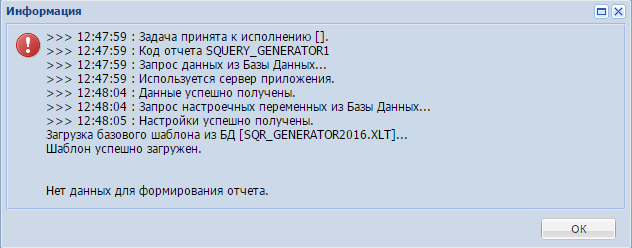 Информация
>>> 12:47:59 : Задача принята к исполнению [].
>>> 12:47:59 : Код отчета SQUERY_GENERATOR1
>>> 12:47:59 : Запрос данных из Базы Данных...
>>> 12:47:59 : Используется сервер приложения.
>>> 12:48:04 : Данные успешно получены.
>>> 12:48:04 : Запрос настроечных переменных из Базы Данных...
>>> 12:48:05 : Настройки успешно получены.
Загрузка базового шаблона из БД [SQR_GENERATOR2016.XLT]...
Шаблон успешно загружен.
Нет данных для формирования отчета.
ОК